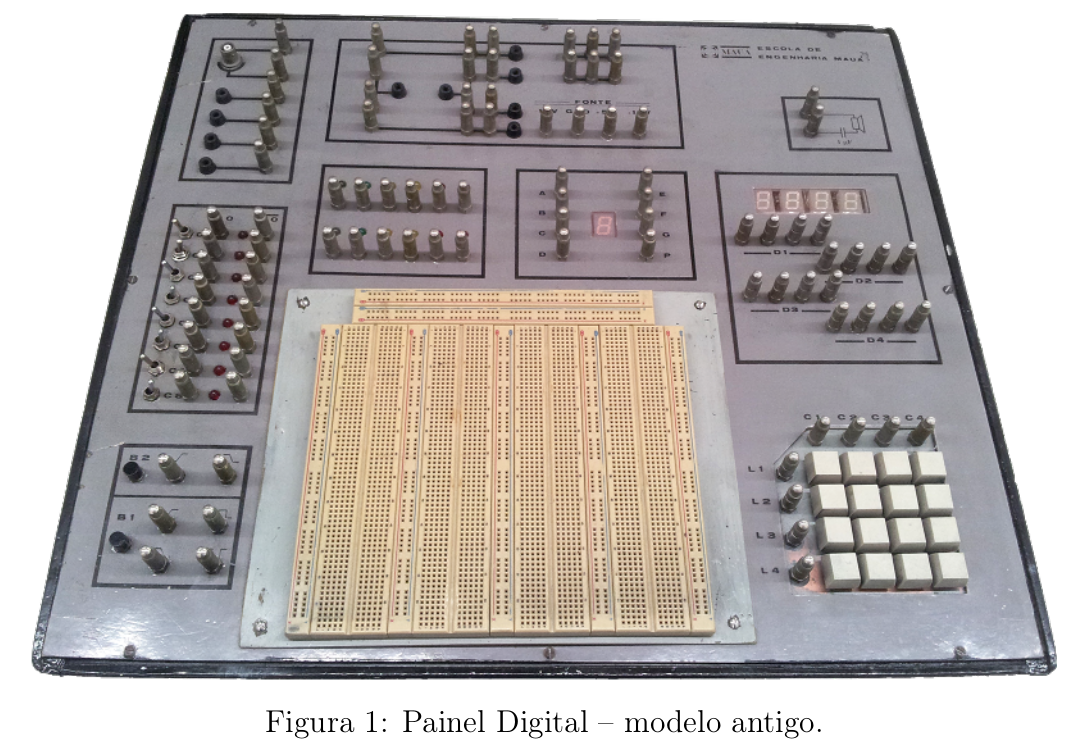 MAUÁ
ESCOLA DE
ENGENHARIA MAUÁ
FONTE
A
B
C
D
E
F
G
P
D1
D2
D3
D4
B2
B1
C1 C2 C3 C4
L1
L2
L3
L4
Figura 1: Painel Digital – modelo antigo.